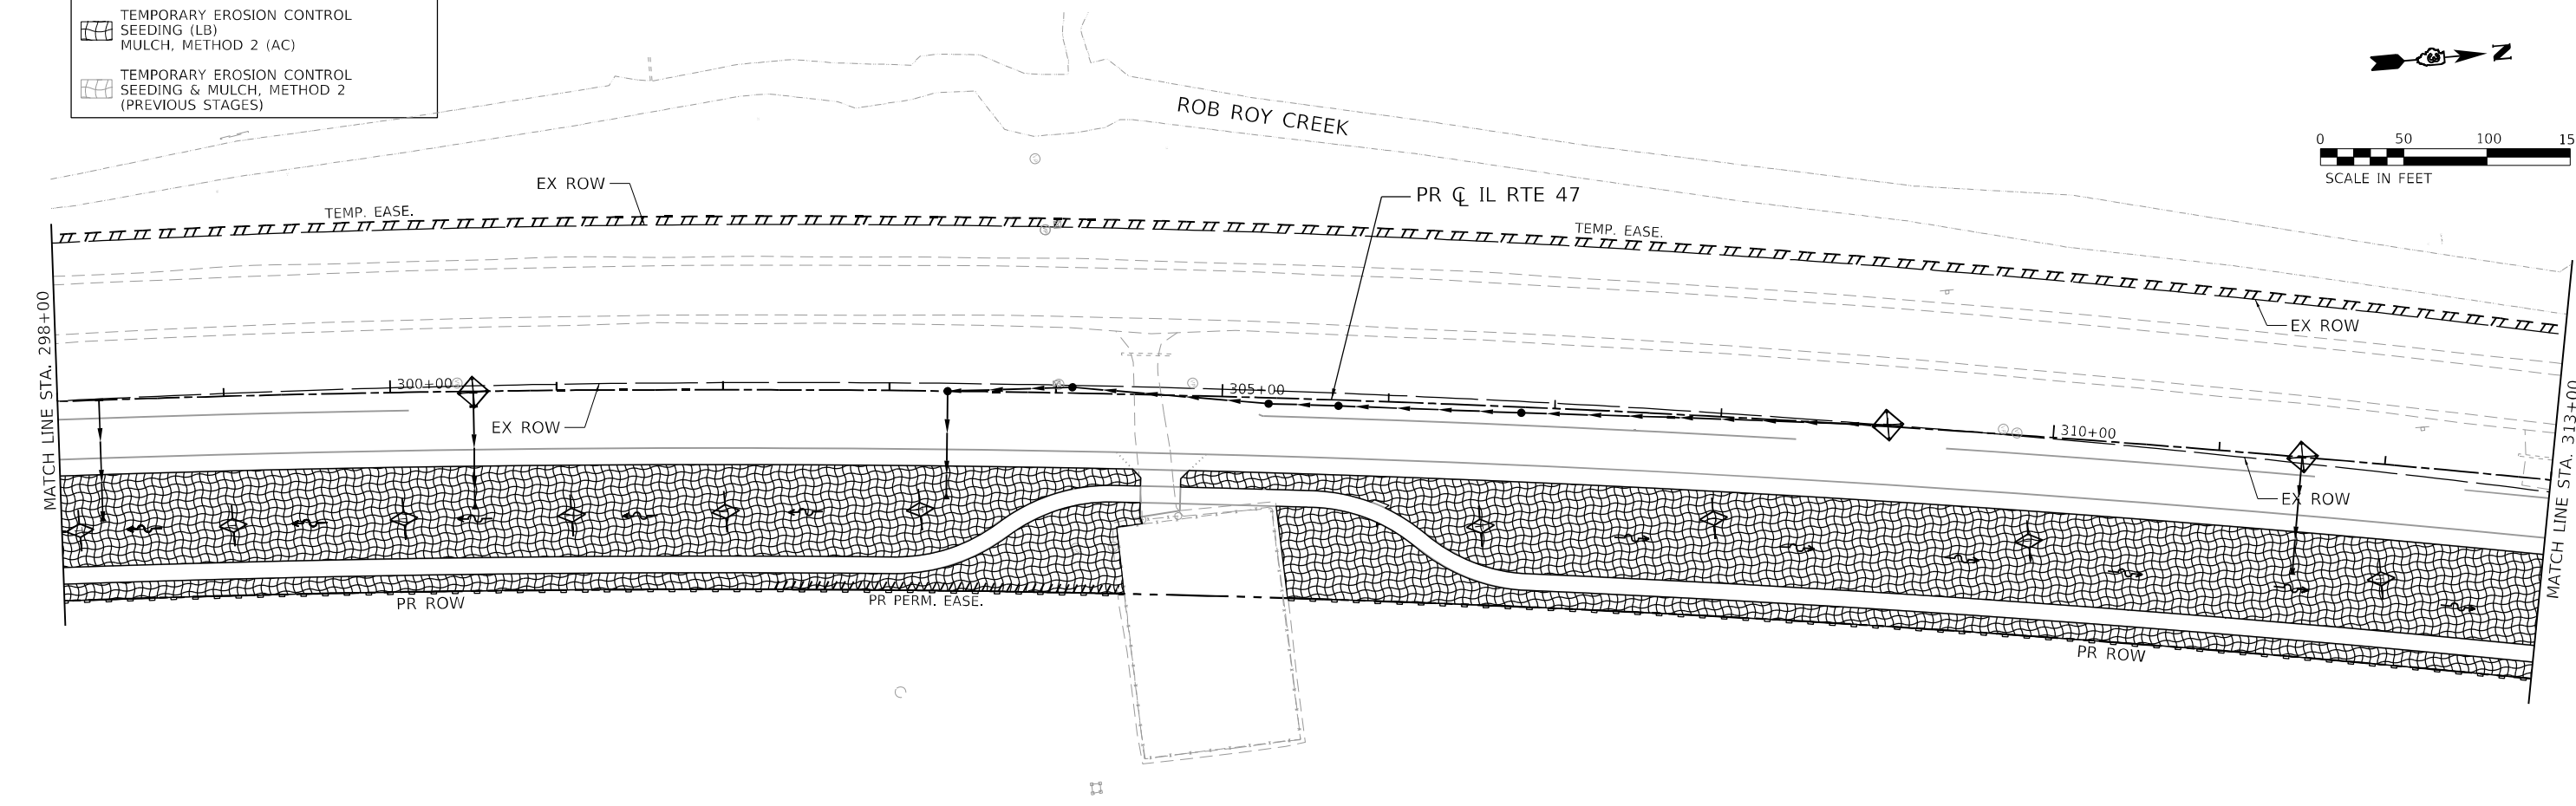 TEMPORARY EROSION CONTROL
SEEDING (LB)
MULCH, METHOD 2 (AC)
TEMPORARY EROSION CONTROL
SEEDING & MULCH, METHOD 2
(PREVIOUS STAGES)
N
ROB ROY CREEK
0 50 100 15
SCALE IN FEET
EX ROW
PR CL IL RTE 47
TEMP. EASE.
TEMP. EASE.
EX ROW
MATCH LINE STA. 298+00
300+00
305+00
310+00
EX ROW
EX ROW
MATCH LINE STA. 313+00
PR ROW
PR PERM. EASE.
PR ROW